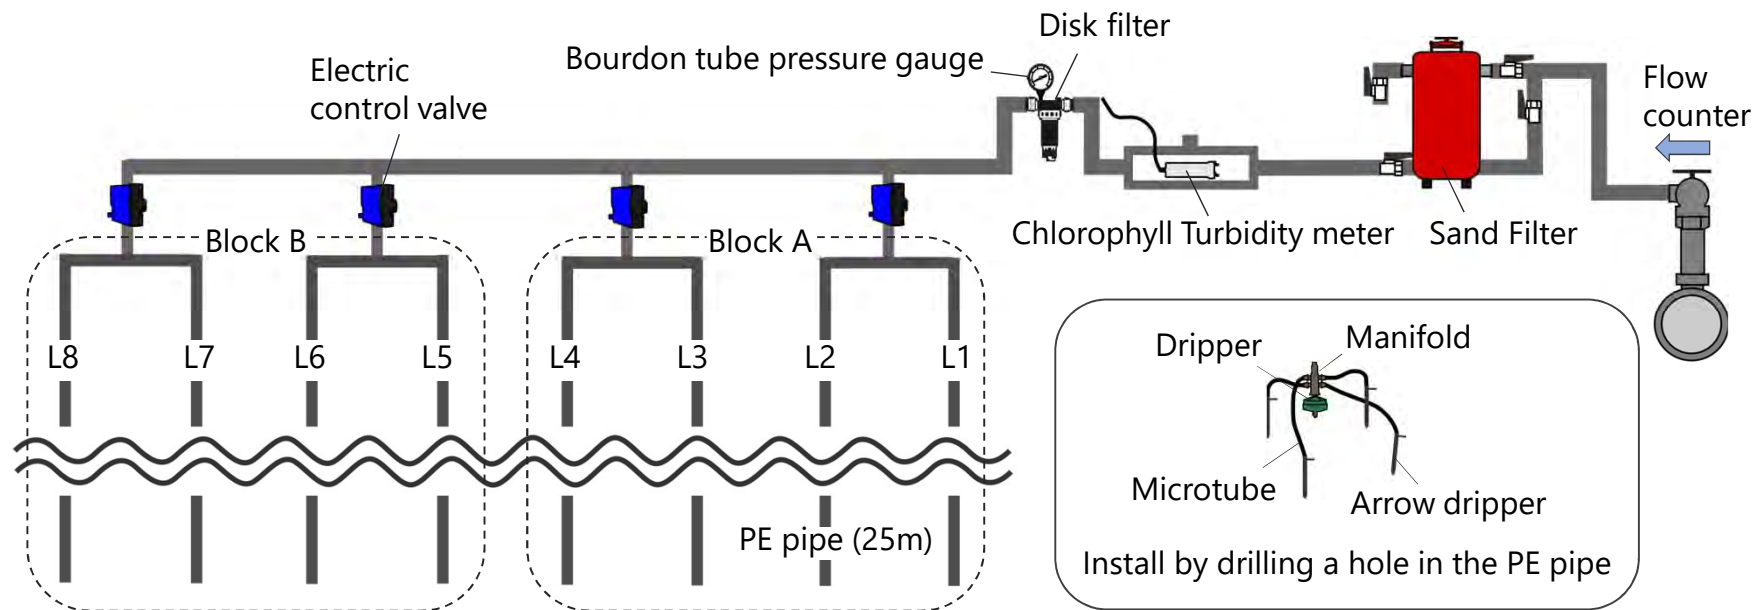 Disk filter
Bourdon tube pressure gauge
Electric
control valve
Flow
counter
Block B
Block A
Chlorophyll Turbidity meter
Sand Filter
L8
L7
L6
L5
L4
L3
L2
L1
PE pipe (25m)
Dripper
Manifold
Microtube
Arrow dripper
Install by drilling a hole in the PE pipe